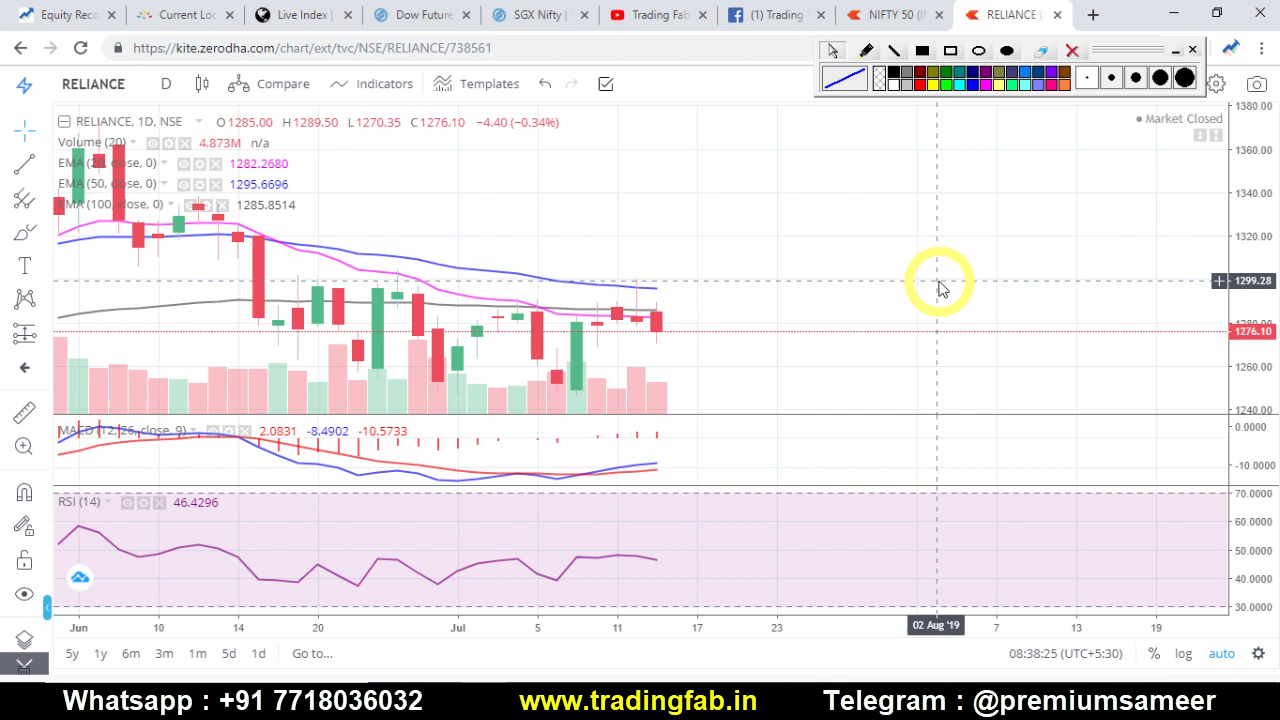 Equity Reco
Current Loc
Live Index |
Dow Future
SGX Nifty |
Trading Fab
(1) Trading
NIFTY 50 (IN
RELIANCE (
https://kite.zerodha.com/chart/ext/tvc/NSE/RELIANCE/738561
RELIANCE D Compare Indicators Templates
RELIANCE, 1D, NSE O1285.00 H1289.50 L1270.35 C1276.10 −4.40 (−0.34%)
Market Closed
Volume (20) 4.873M n/a
EMA (20, close, 0) 1282.2680
EMA (50, close, 0) 1295.6696
EMA (100, close, 0) 1285.8514
1380.00
1360.00
1340.00
1320.00
1299.28
1280.00
1276.10
1260.00
1240.00
MACD (12, 26, close, 9) 2.0831 -8.4902 -10.5733
0.0000
-10.0000
RSI (14) 46.4296
70.0000
60.0000
50.0000
40.0000
30.0000
Jun 10 14 20 Jul 5 11 17 23 02 Aug '19 7 13 19
5y 1y 6m 3m 1m 5d 1d Go to... 08:38:25 (UTC+5:30) % log auto
Whatsapp : +91 7718036032 www.tradingfab.in Telegram : @premiumsameer